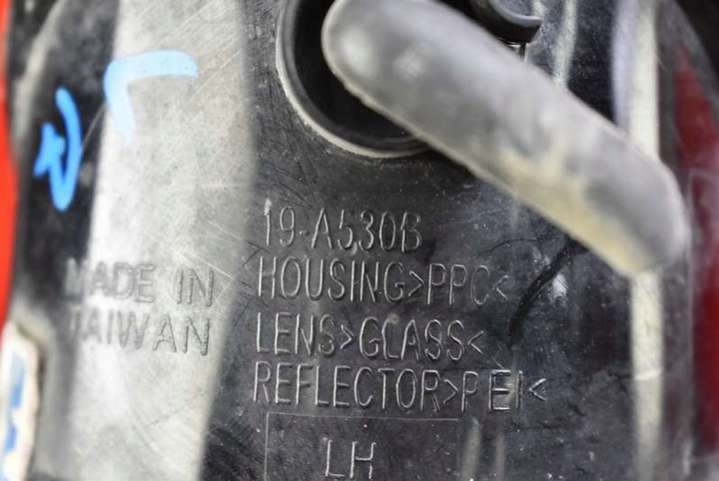 19-A530B
MADE IN
TAIWAN
HOUSING>PPC<
LENS>GLASS<
REFLECTOR>PEI<
LH